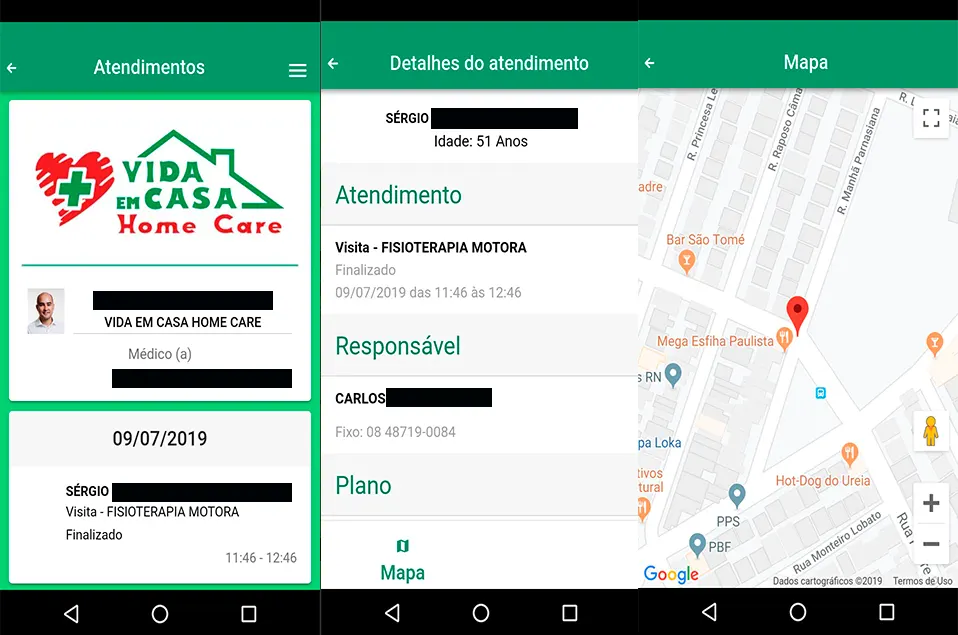 Atendimentos
VIDA
EM CASA
Home Care
VIDA EM CASA HOME CARE
Médico (a)
09/07/2019
SÉRGIO
Visita - FISIOTERAPIA MOTORA
Finalizado
11:46 - 12:46
Detalhes do atendimento
SÉRGIO
Idade: 51 Anos
Atendimento
Visita - FISIOTERAPIA MOTORA
Finalizado
09/07/2019 das 11:46 às 12:46
Responsável
CARLOS
Fixo: 08 48719-0084
Plano
Mapa
Mapa
R. Princesa Le
R. Raposo Câma
R. Manhã Parnasiana
adre
Bar São Tomé
Mega Esfiha Paulista
s RN
pa Loka
tivos
tural
Hot-Dog do Ureia
PPS
PBF
Rua Monteiro Lobato
Rua
Google
Dados cartográficos ©2019
Termos de Uso